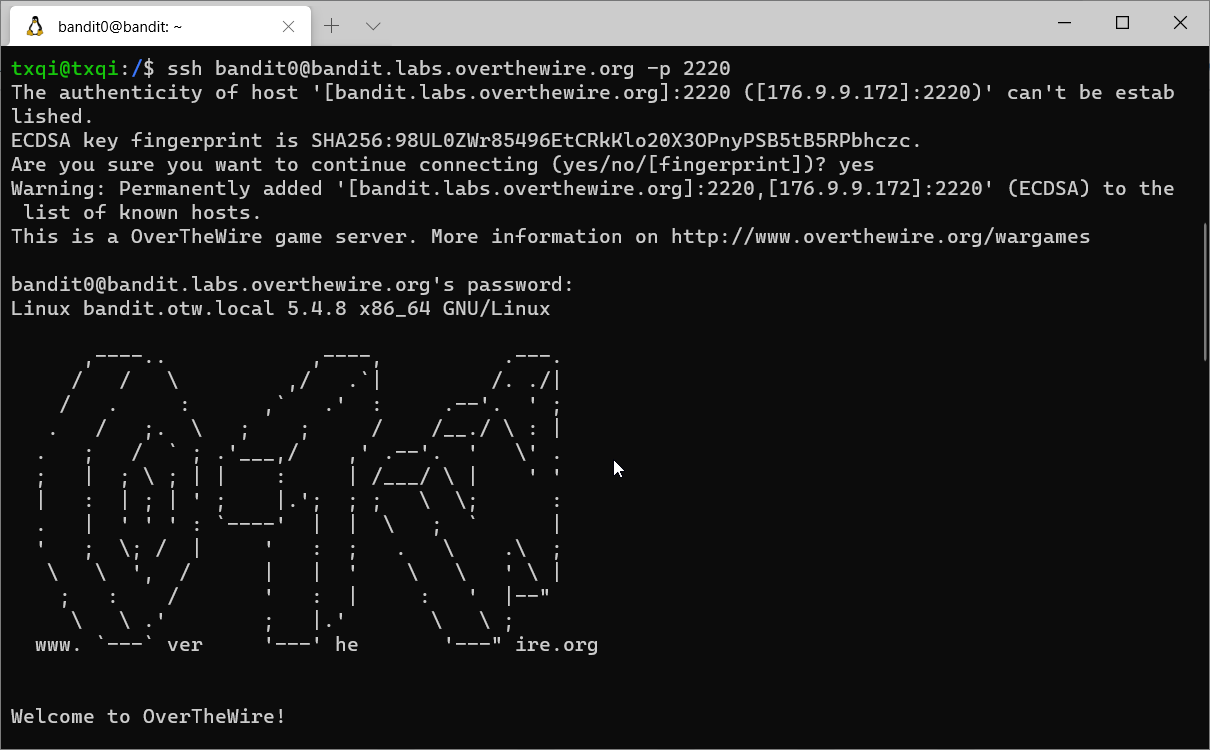 bandit0@bandit: ~
txqi@txqi:/$ ssh bandit0@bandit.labs.overthewire.org -p 2220
The authenticity of host '[bandit.labs.overthewire.org]:2220 ([176.9.9.172]:2220)' can't be estab
lished.
ECDSA key fingerprint is SHA256:98UL0ZWr85496EtCRkKlo20X3OPnyPSB5tB5RPbhczc.
Are you sure you want to continue connecting (yes/no/[fingerprint])? yes
Warning: Permanently added '[bandit.labs.overthewire.org]:2220,[176.9.9.172]:2220' (ECDSA) to the
 list of known hosts.
This is a OverTheWire game server. More information on http://www.overthewire.org/wargames
bandit0@bandit.labs.overthewire.org's password:
Linux bandit.otw.local 5.4.8 x86_64 GNU/Linux
      ,----..            ,----,          .---.
     /   /   \         ,/   .`|         /. ./|
    /   .     :      ,`   .'  :     .--'.  ' ;
   .   /   ;.  \   ;    ;     /    /__./ \ : |
  .   ;   /  ` ; .'___,/    ,' .--'.  '   \' .
  ;   |  ; \ ; | |    :     | /___/ \ |    ' '
  |   :  | ; | ' ;    |.';  ; ;   \  \;      :
  .   |  ' ' ' : `----'  |  |  \   ;  `      |
  '   ;  \; /  |     '   :  ;   .   \    .\  ;
   \   \  ',  /      |   |  '    \   \   ' \ |
    ;   :    /       '   :  |     :   '  |--"
     \   \ .'        ;   |.'       \   \ ;
  www. `---` ver     '---' he       '---" ire.org
Welcome to OverTheWire!